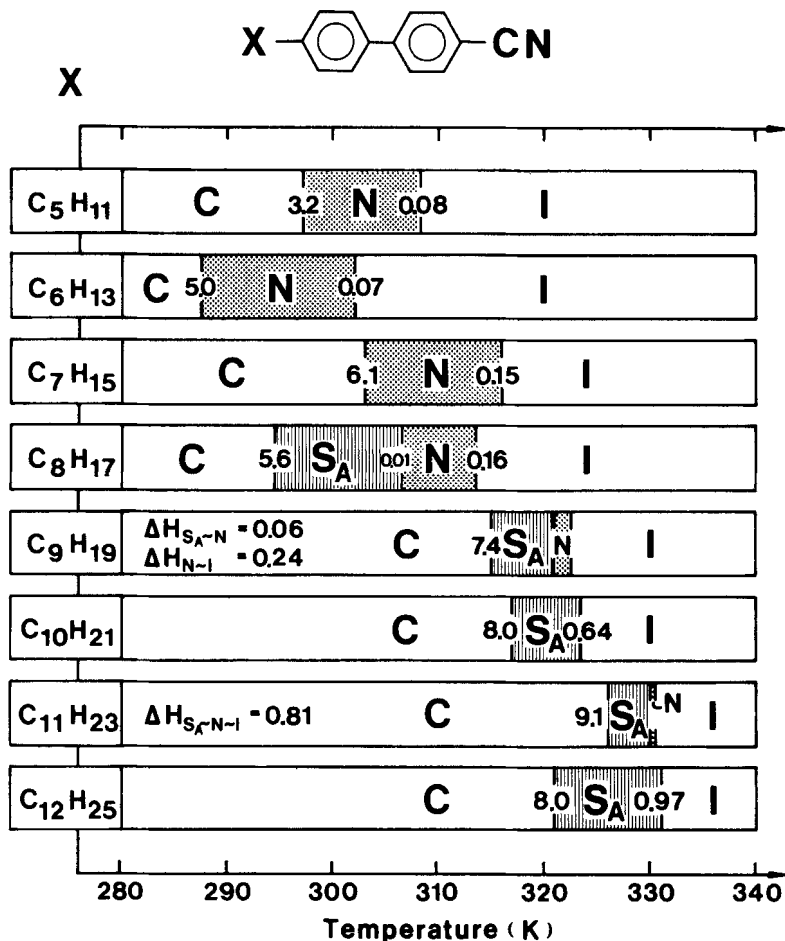 X CN
X
C5H11 C 3.2 N 0.08 I
C6H13 C 5.0 N 0.07 I
C7H15 C 6.1 N 0.15 I
C8H17 C 5.6 SA 0.01 N 0.16 I
C9H19 ΔHSA~N = 0.06 C 7.4 SA N I
ΔHN~I = 0.24
C10H21 C 8.0 SA 0.64 I
C11H23 ΔHSA~N~I = 0.81 C 9.1 SA N I
C12H25 C 8.0 SA 0.97 I
280 290 300 310 320 330 340
Temperature (K)